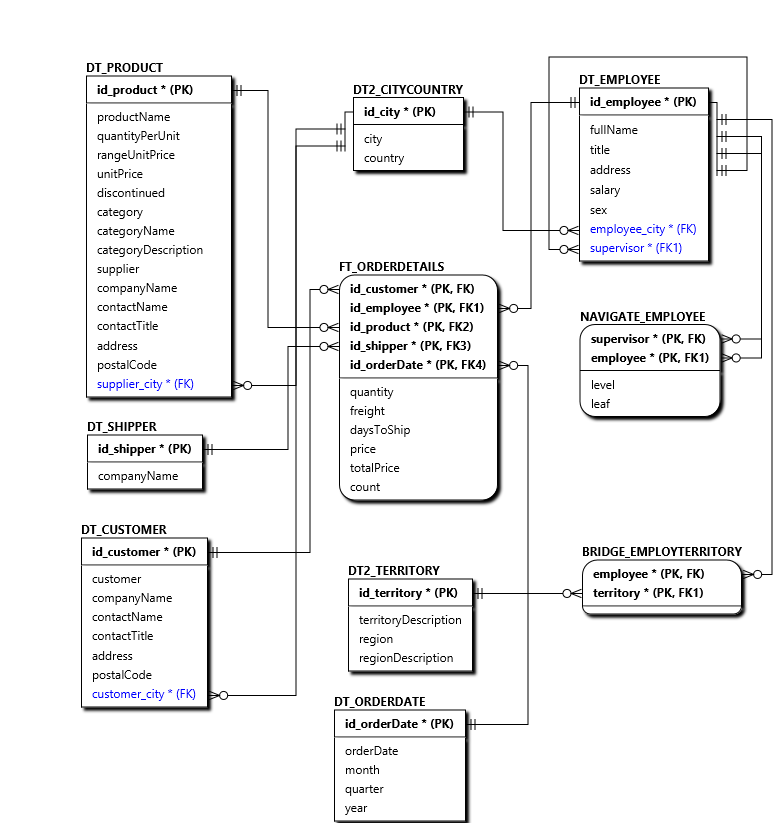 DT_PRODUCT
id_product * (PK)
productName
quantityPerUnit
rangeUnitPrice
unitPrice
discontinued
category
categoryName
categoryDescription
supplier
companyName
contactName
contactTitle
address
postalCode
supplier_city * (FK)
DT2_CITYCOUNTRY
id_city * (PK)
city
country
DT_EMPLOYEE
id_employee * (PK)
fullName
title
address
salary
sex
employee_city * (FK)
supervisor * (FK1)
FT_ORDERDETAILS
id_customer * (PK, FK)
id_employee * (PK, FK1)
id_product * (PK, FK2)
id_shipper * (PK, FK3)
id_orderDate * (PK, FK4)
quantity
freight
daysToShip
price
totalPrice
count
NAVIGATE_EMPLOYEE
supervisor * (PK, FK)
employee * (PK, FK1)
level
leaf
DT_SHIPPER
id_shipper * (PK)
companyName
DT_CUSTOMER
id_customer * (PK)
customer
companyName
contactName
contactTitle
address
postalCode
customer_city * (FK)
DT2_TERRITORY
id_territory * (PK)
territoryDescription
region
regionDescription
BRIDGE_EMPLOYTERRITORY
employee * (PK, FK)
territory * (PK, FK1)
DT_ORDERDATE
id_orderDate * (PK)
orderDate
month
quarter
year